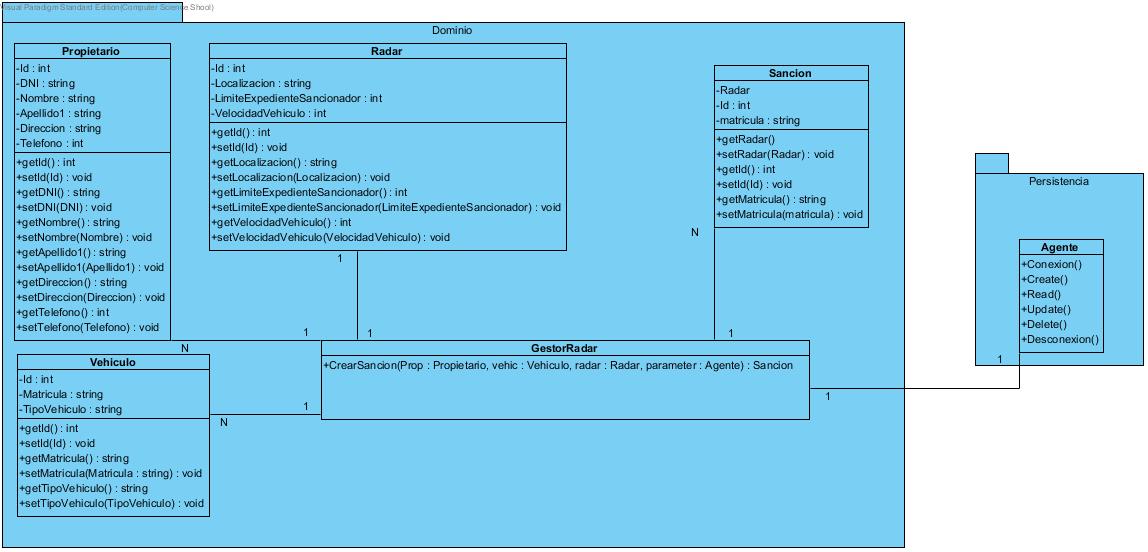 Visual Paradigm Standard Edition(Computer Science Shool)
Dominio
Propietario
-Id : int
-DNI : string
-Nombre : string
-Apellido1 : string
-Direccion : string
-Telefono : int
+getId() : int
+setId(Id) : void
+getDNI() : string
+setDNI(DNI) : void
+getNombre() : string
+setNombre(Nombre) : void
+getApellido1() : string
+setApellido1(Apellido1) : void
+getDireccion() : string
+setDireccion(Direccion) : void
+getTelefono() : int
+setTelefono(Telefono) : void
Radar
-Id : int
-Localizacion : string
-LimiteExpedienteSancionador : int
-VelocidadVehiculo : int
+getId() : int
+setId(Id) : void
+getLocalizacion() : string
+setLocalizacion(Localizacion) : void
+getLimiteExpedienteSancionador() : int
+setLimiteExpedienteSancionador(LimiteExpedienteSancionador) : void
+getVelocidadVehiculo() : int
+setVelocidadVehiculo(VelocidadVehiculo) : void
Sancion
-Radar
-Id : int
-matricula : string
+getRadar()
+setRadar(Radar) : void
+getId() : int
+setId(Id) : void
+getMatricula() : string
+setMatricula(matricula) : void
N
1
1
1
1
N
Vehiculo
-Id : int
-Matricula : string
-TipoVehiculo : string
+getId() : int
+setId(Id) : void
+getMatricula() : string
+setMatricula(Matricula : string) : void
+getTipoVehiculo() : string
+setTipoVehiculo(TipoVehiculo) : void
1
N
GestorRadar
+CrearSancion(Prop : Propietario, vehic : Vehiculo, radar : Radar, parameter : Agente) : Sancion
1
1
Persistencia
Agente
+Conexion()
+Create()
+Read()
+Update()
+Delete()
+Desconexion()